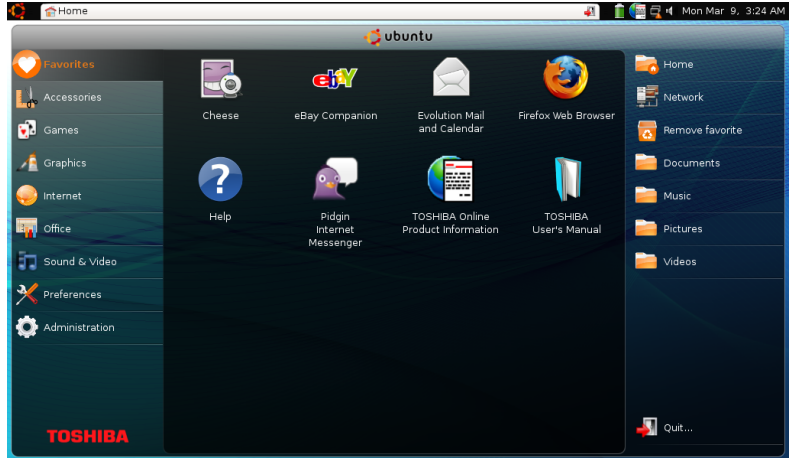 Home
Mon Mar 9, 3:24 AM
ubuntu
Favorites
Accessories
Games
Graphics
Internet
Office
Sound & Video
Preferences
Administration
TOSHIBA
Cheese
ebY
eBay Companion
Evolution Mail
and Calendar
Firefox Web Browser
?
Help
Pidgin
Internet
Messenger
TOSHIBA Online
Product Information
TOSHIBA
User's Manual
Home
Network
Remove favorite
Documents
Music
Pictures
Videos
Quit...